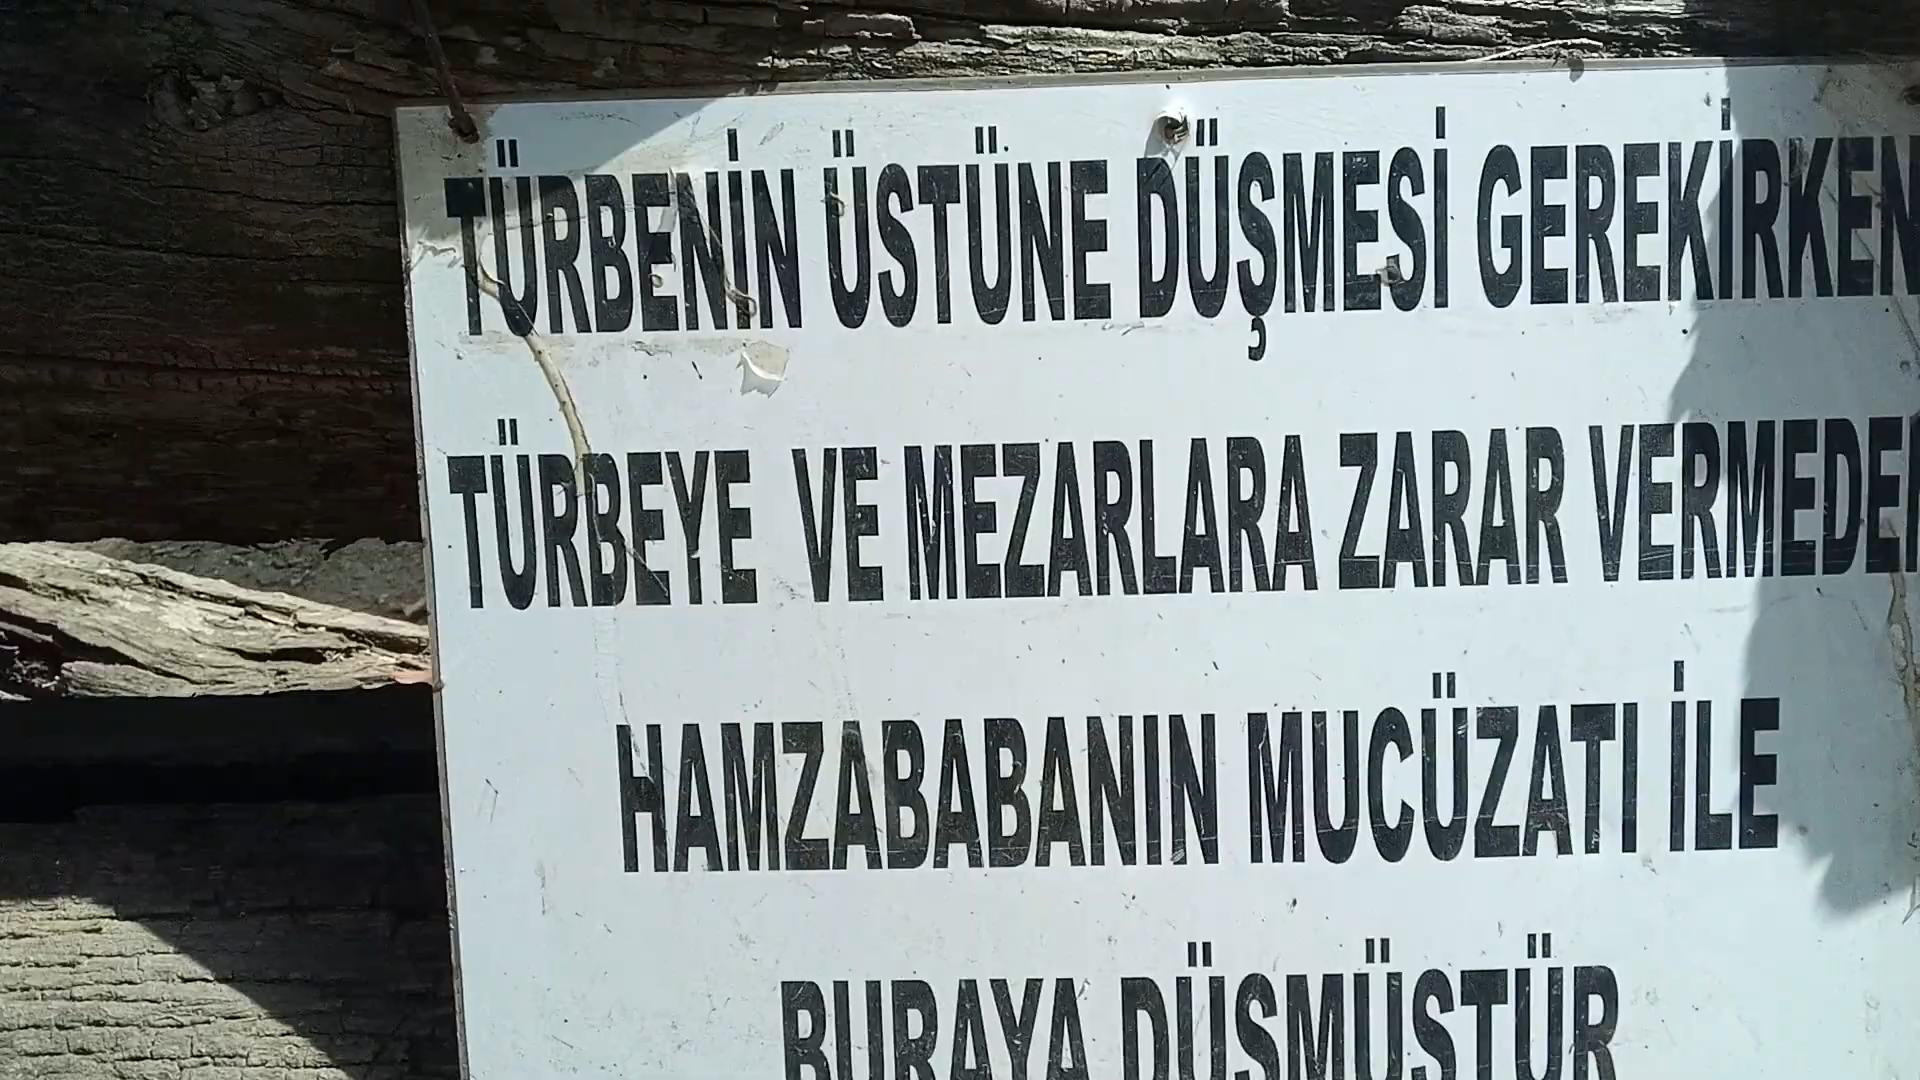 TÜRBENİN ÜSTÜNE DÜŞMESİ GEREKİRKEN
TÜRBEYE VE MEZARLARA ZARAR VERMEDEN
HAMZABABANIN MUCÜZATI İLE
BURAYA DÜŞMÜŞTÜR